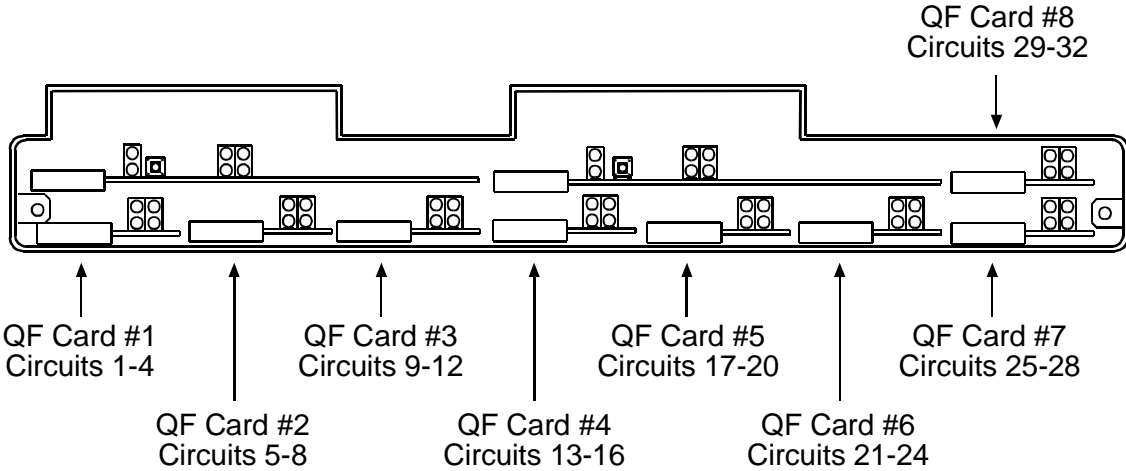 QF Card #8
Circuits 29-32
QF Card #1
Circuits 1-4
QF Card #3
Circuits 9-12
QF Card #5
Circuits 17-20
QF Card #7
Circuits 25-28
QF Card #2
Circuits 5-8
QF Card #4
Circuits 13-16
QF Card #6
Circuits 21-24